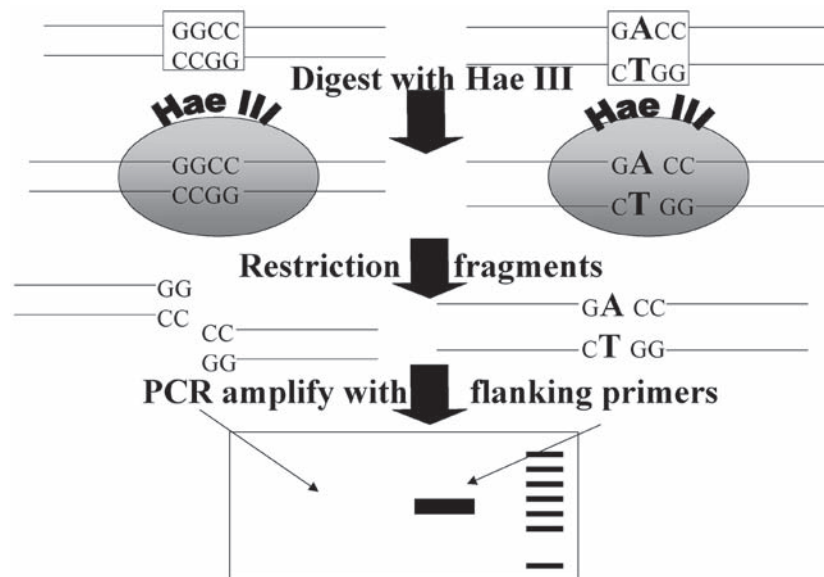 GGCC
CCGG
GACC
CTGG
Digest with Hae III
Hae III
Hae III
GGCC
CCGG
GA CC
CT GG
Restriction fragments
GG
CC
CC
GG
GA CC
CT GG
PCR amplify with flanking primers